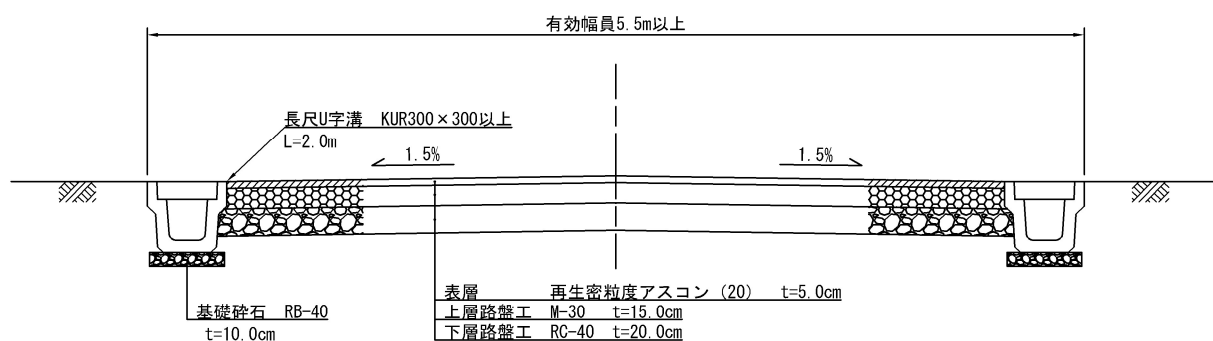 有効幅員5.5m以上
長尺U字溝 KUR300×300以上
L=2.0m
1.5%
1.5%
表層 再生密粒度アスコン (20) t=5.0cm
上層路盤工 M-30 t=15.0cm
下層路盤工 RC-40 t=20.0cm
基礎砕石 RB-40
t=10.0cm